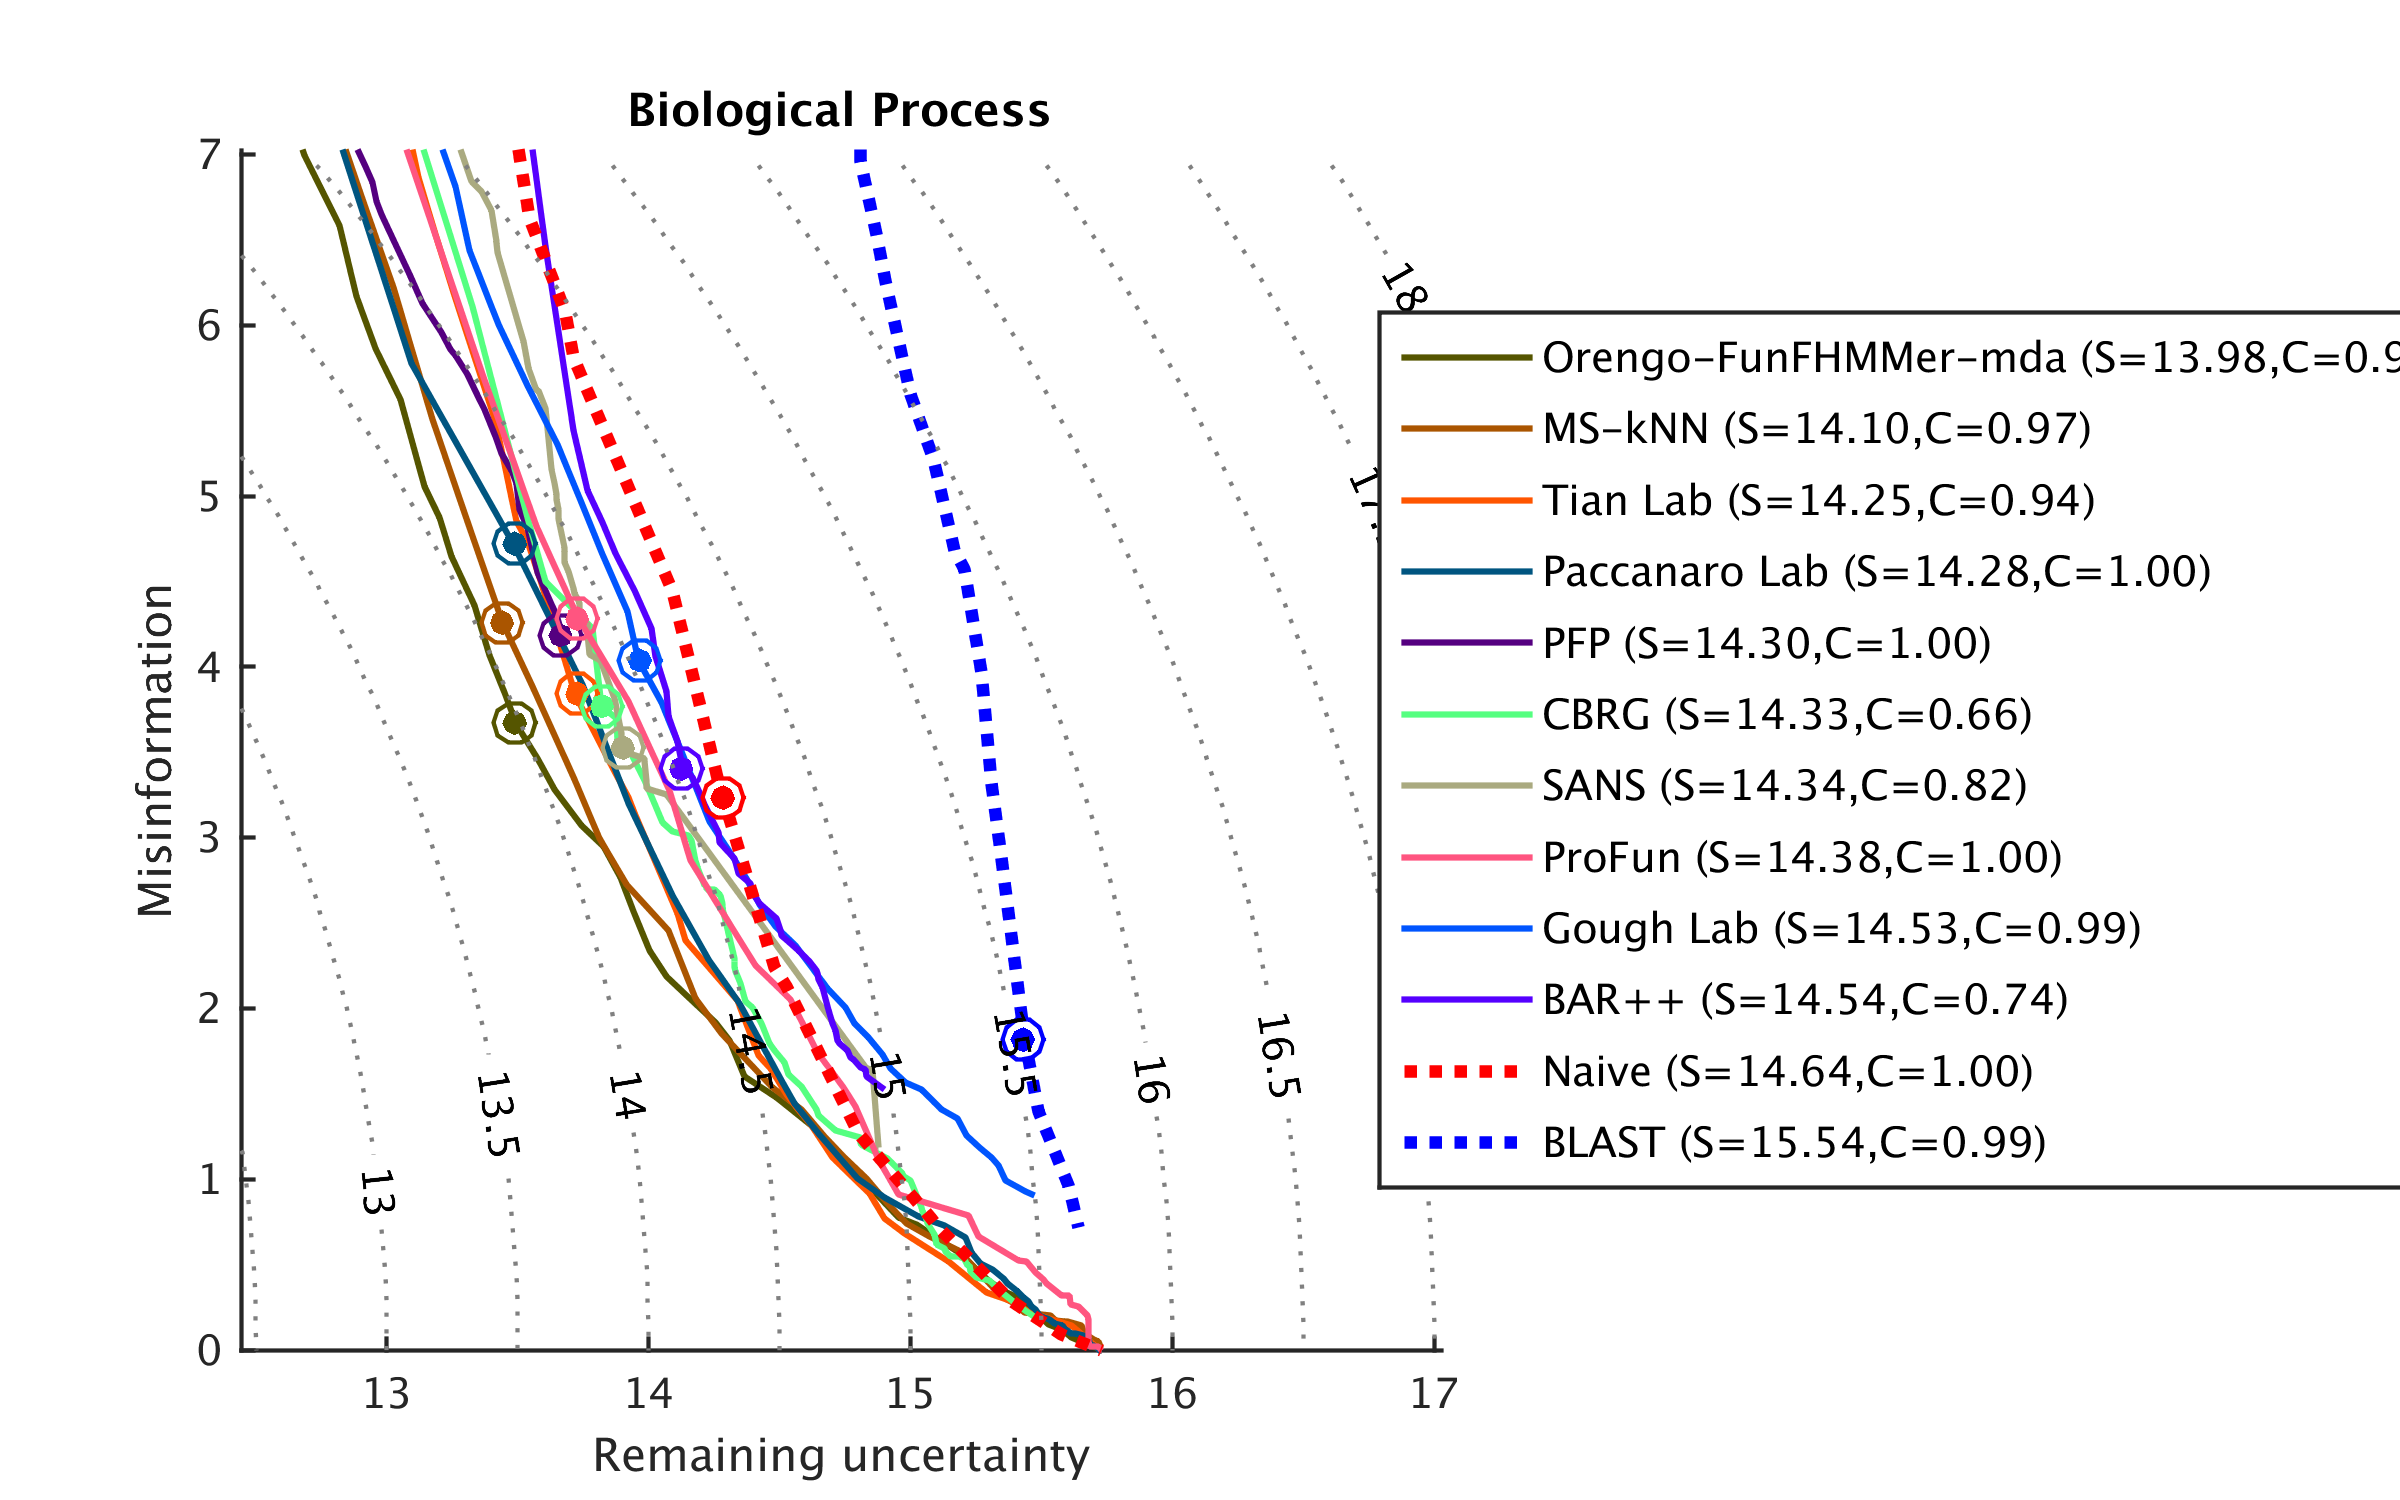 Biological Process
7
6
5
4
3
2
1
0
Misinformation
13
14
15
16
17
Remaining uncertainty
13
13.5
14
14.5
15
15.5
16
16.5
17.
18
Orengo-FunFHMMer-mda (S=13.98,C=0.9
MS-kNN (S=14.10,C=0.97)
Tian Lab (S=14.25,C=0.94)
Paccanaro Lab (S=14.28,C=1.00)
PFP (S=14.30,C=1.00)
CBRG (S=14.33,C=0.66)
SANS (S=14.34,C=0.82)
ProFun (S=14.38,C=1.00)
Gough Lab (S=14.53,C=0.99)
BAR++ (S=14.54,C=0.74)
Naive (S=14.64,C=1.00)
BLAST (S=15.54,C=0.99)